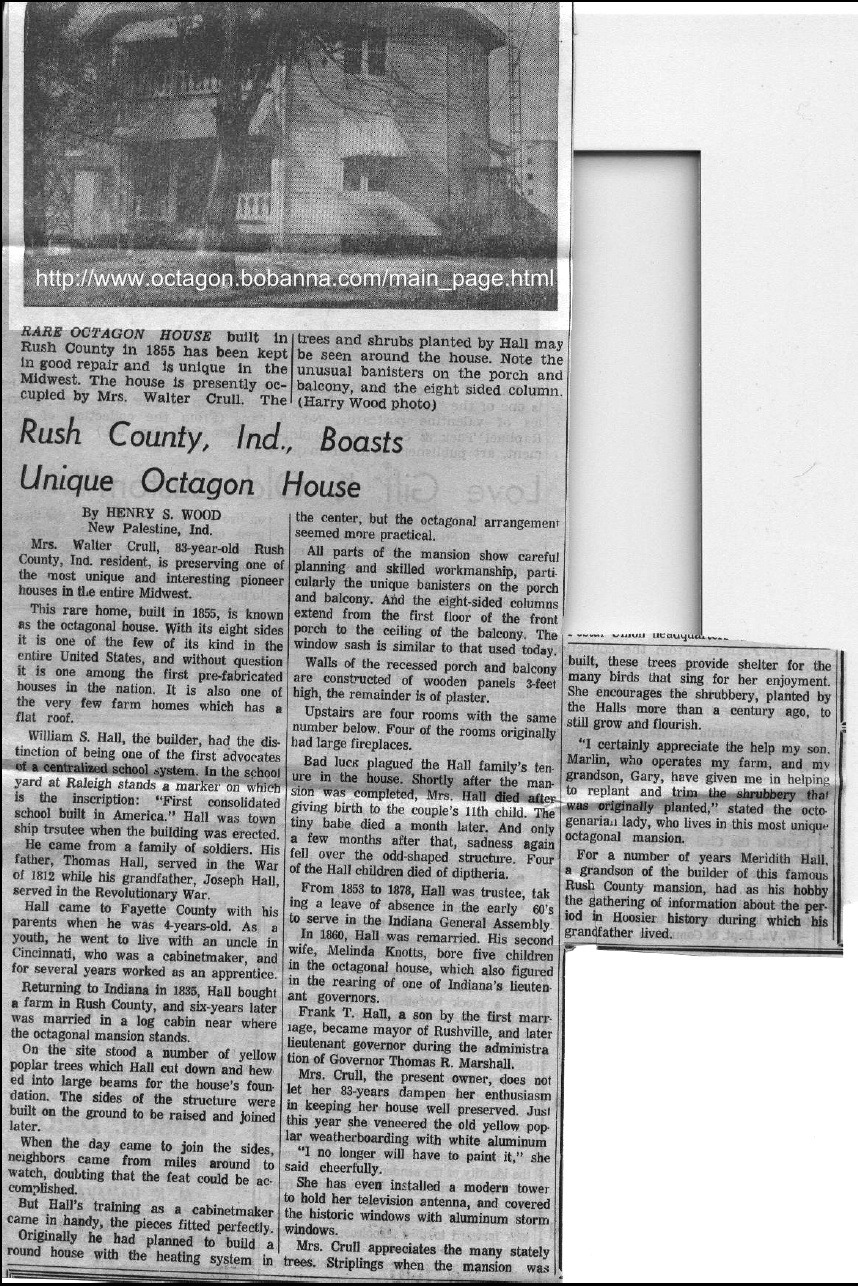 http://www.octagon.bobanna.com/main_page.html
RARE OCTAGON HOUSE built in
Rush County in 1855 has been kept
in good repair and is unique in the
Midwest. The house is presently oc-
cupied by Mrs. Walter Crull. The
trees and shrubs planted by Hall may
be seen around the house. Note the
unusual banisters on the porch and
balcony, and the eight sided column.
(Harry Wood photo)
Rush County, Ind., Boasts
Unique Octagon House
By HENRY S. WOOD
New Palestine, Ind.
Mrs. Walter Crull, 83-year-old Rush
County, Ind. resident, is preserving one of
the most unique and interesting pioneer
houses in the entire Midwest.
This rare home, built in 1855, is known
as the octagonal house. With its eight sides
it is one of the few of its kind in the
entire United States, and without question
it is one among the first pre-fabricated
houses in the nation. It is also one of
the very few farm homes which has a
flat roof.
William S. Hall, the builder, had the dis-
tinction of being one of the first advocates
of a centralized school system. In the school
yard at Raleigh stands a marker on which
is the inscription: "First consolidated
school built in America." Hall was town
ship trsutee when the building was erected.
He came from a family of soldiers. His
father, Thomas Hall, served in the War
of 1812 while his grandfather, Joseph Hall,
served in the Revolutionary War.
Hall came to Fayette County with his
parents when he was 4-years-old. As a
youth, he went to live with an uncle in
Cincinnati, who was a cabinetmaker, and
for several years worked as an apprentice.
Returning to Indiana in 1835, Hall bought
a farm in Rush County, and six-years later
was married in a log cabin near where
the octagonal mansion stands.
On the site stood a number of yellow
poplar trees which Hall cut down and hew
ed into large beams for the house's foun-
dation. The sides of the structure were
built on the ground to be raised and joined
later.
When the day came to join the sides,
neighbors came from miles around to
watch, doubting that the feat could be ac-
complished.
But Hall's training as a cabinetmaker
came in handy, the pieces fitted perfectly.
Originally he had planned to build a
round house with the heating system in
the center, but the octagonal arrangement
seemed more practical.
All parts of the mansion show careful
planning and skilled workmanship, parti-
cularly the unique banisters on the porch
and balcony. And the eight-sided columns
extend from the first floor of the front
porch to the ceiling of the balcony. The
window sash is similar to that used today.
Walls of the recessed porch and balcony
are constructed of wooden panels 3-feet
high, the remainder is of plaster.
Upstairs are four rooms with the same
number below. Four of the rooms originally
had large fireplaces.
Bad luck plagued the Hall family's ten-
ure in the house. Shortly after the man-
sion was completed, Mrs. Hall died after
giving birth to the couple's 11th child. The
tiny babe died a month later. And only
a few months after that, sadness again
fell over the odd-shaped structure. Four
of the Hall children died of diptheria.
From 1853 to 1878, Hall was trustee, tak
ing a leave of absence in the early 60's
to serve in the Indiana General Assembly.
In 1860, Hall was remarried. His second
wife, Melinda Knotts, bore five children
in the octagonal house, which also figured
in the rearing of one of Indiana's lieuten-
ant governors.
Frank T. Hall, a son by the first marr-
iage, became mayor of Rushville, and later
lieutenant governor during the administra
tion of Governor Thomas R. Marshall.
Mrs. Crull, the present owner, does not
let her 83-years dampen her enthusiasm
in keeping her house well preserved. Just
this year she veneered the old yellow pop-
lar weatherboarding with white aluminum
"I no longer will have to paint it," she
said cheerfully.
She has even installed a modern tower
to hold her television antenna, and covered
the historic windows with aluminum storm
windows.
Mrs. Crull appreciates the many stately
trees. Striplings when the mansion was
built, these trees provide shelter for the
many birds that sing for her enjoyment.
She encourages the shrubbery, planted by
the Halls more than a century ago, to
still grow and flourish.
"I certainly appreciate the help my son,
Marlin, who operates my farm, and my
grandson, Gary, have given me in helping
to replant and trim the shrubbery that
was originally planted," stated the octo-
genarian lady, who lives in this most unique
octagonal mansion.
For a number of years Meridith Hall,
a grandson of the builder of this famous
Rush County mansion, had as his hobby
the gathering of information about the per-
iod in Hoosier history during which his
grandfather lived.